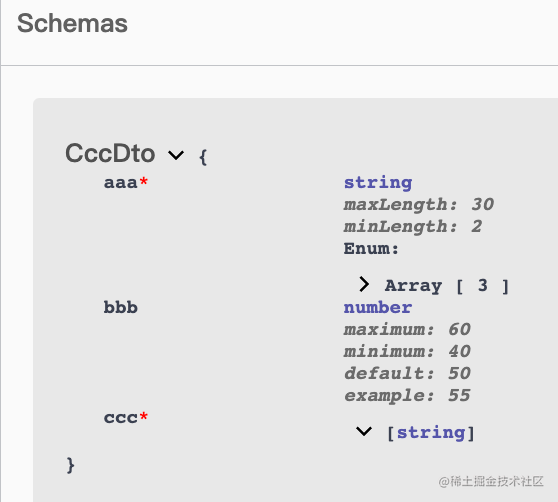 Schemas
CccDto {
aaa* string
maxLength: 30
minLength: 2
Enum:
Array [ 3 ]
bbb number
maximum: 60
minimum: 40
default: 50
example: 55
ccc* [string]
}
@稀土掘金技术社区